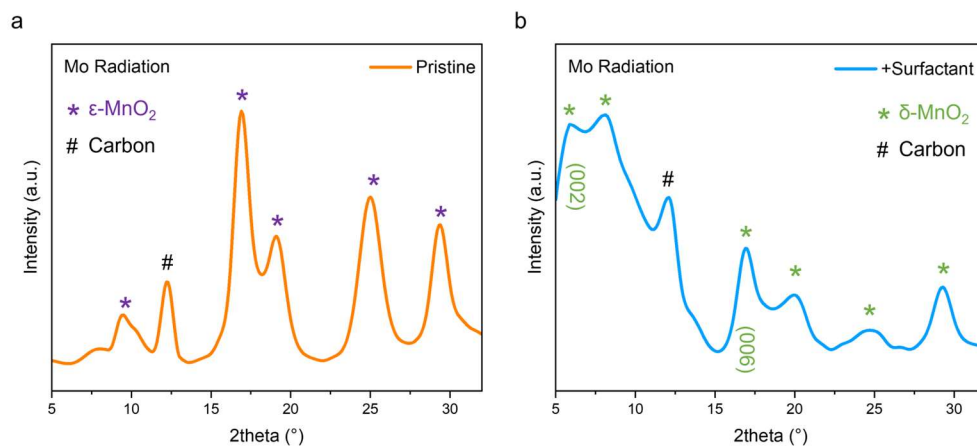 a
Mo Radiation
Pristine
* ε-MnO₂
# Carbon
*
*
#
*
*
*
Intensity (a.u.)
5
10
15
20
25
30
2theta (°)
b
Mo Radiation
+Surfactant
* δ-MnO₂
# Carbon
*
*
(002)
#
*
(006)
*
*
*
Intensity (a.u.)
5
10
15
20
25
30
2theta (°)